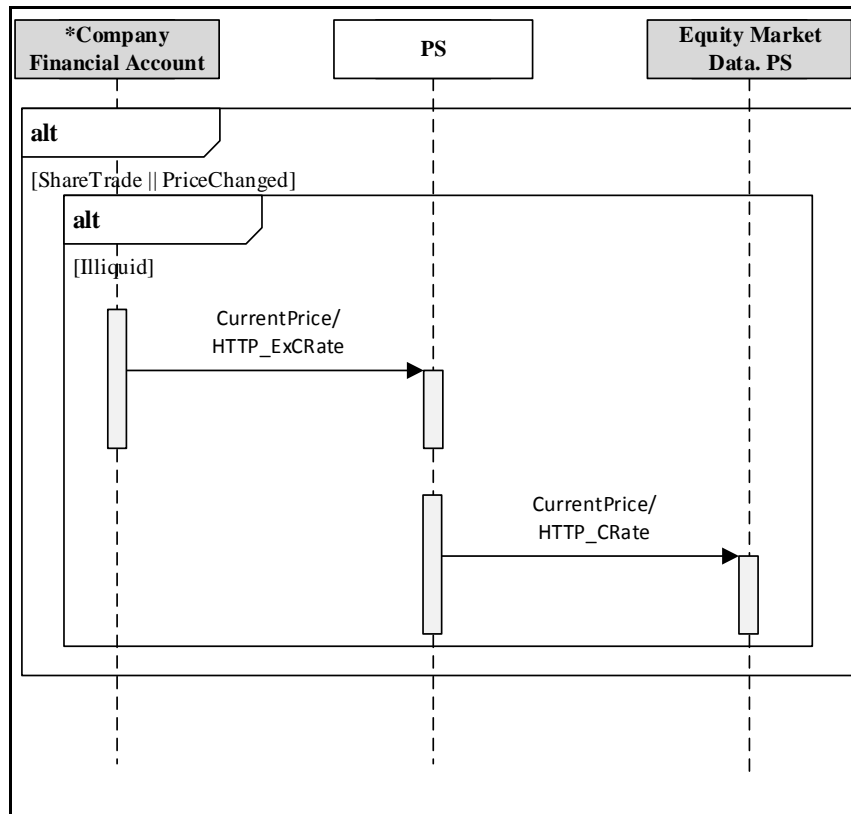 *Company
Financial Account
PS
Equity Market
Data. PS
alt
[ShareTrade || PriceChanged]
alt
[Illiquid]
CurrentPrice/
HTTP_ExCRate
CurrentPrice/
HTTP_CRate